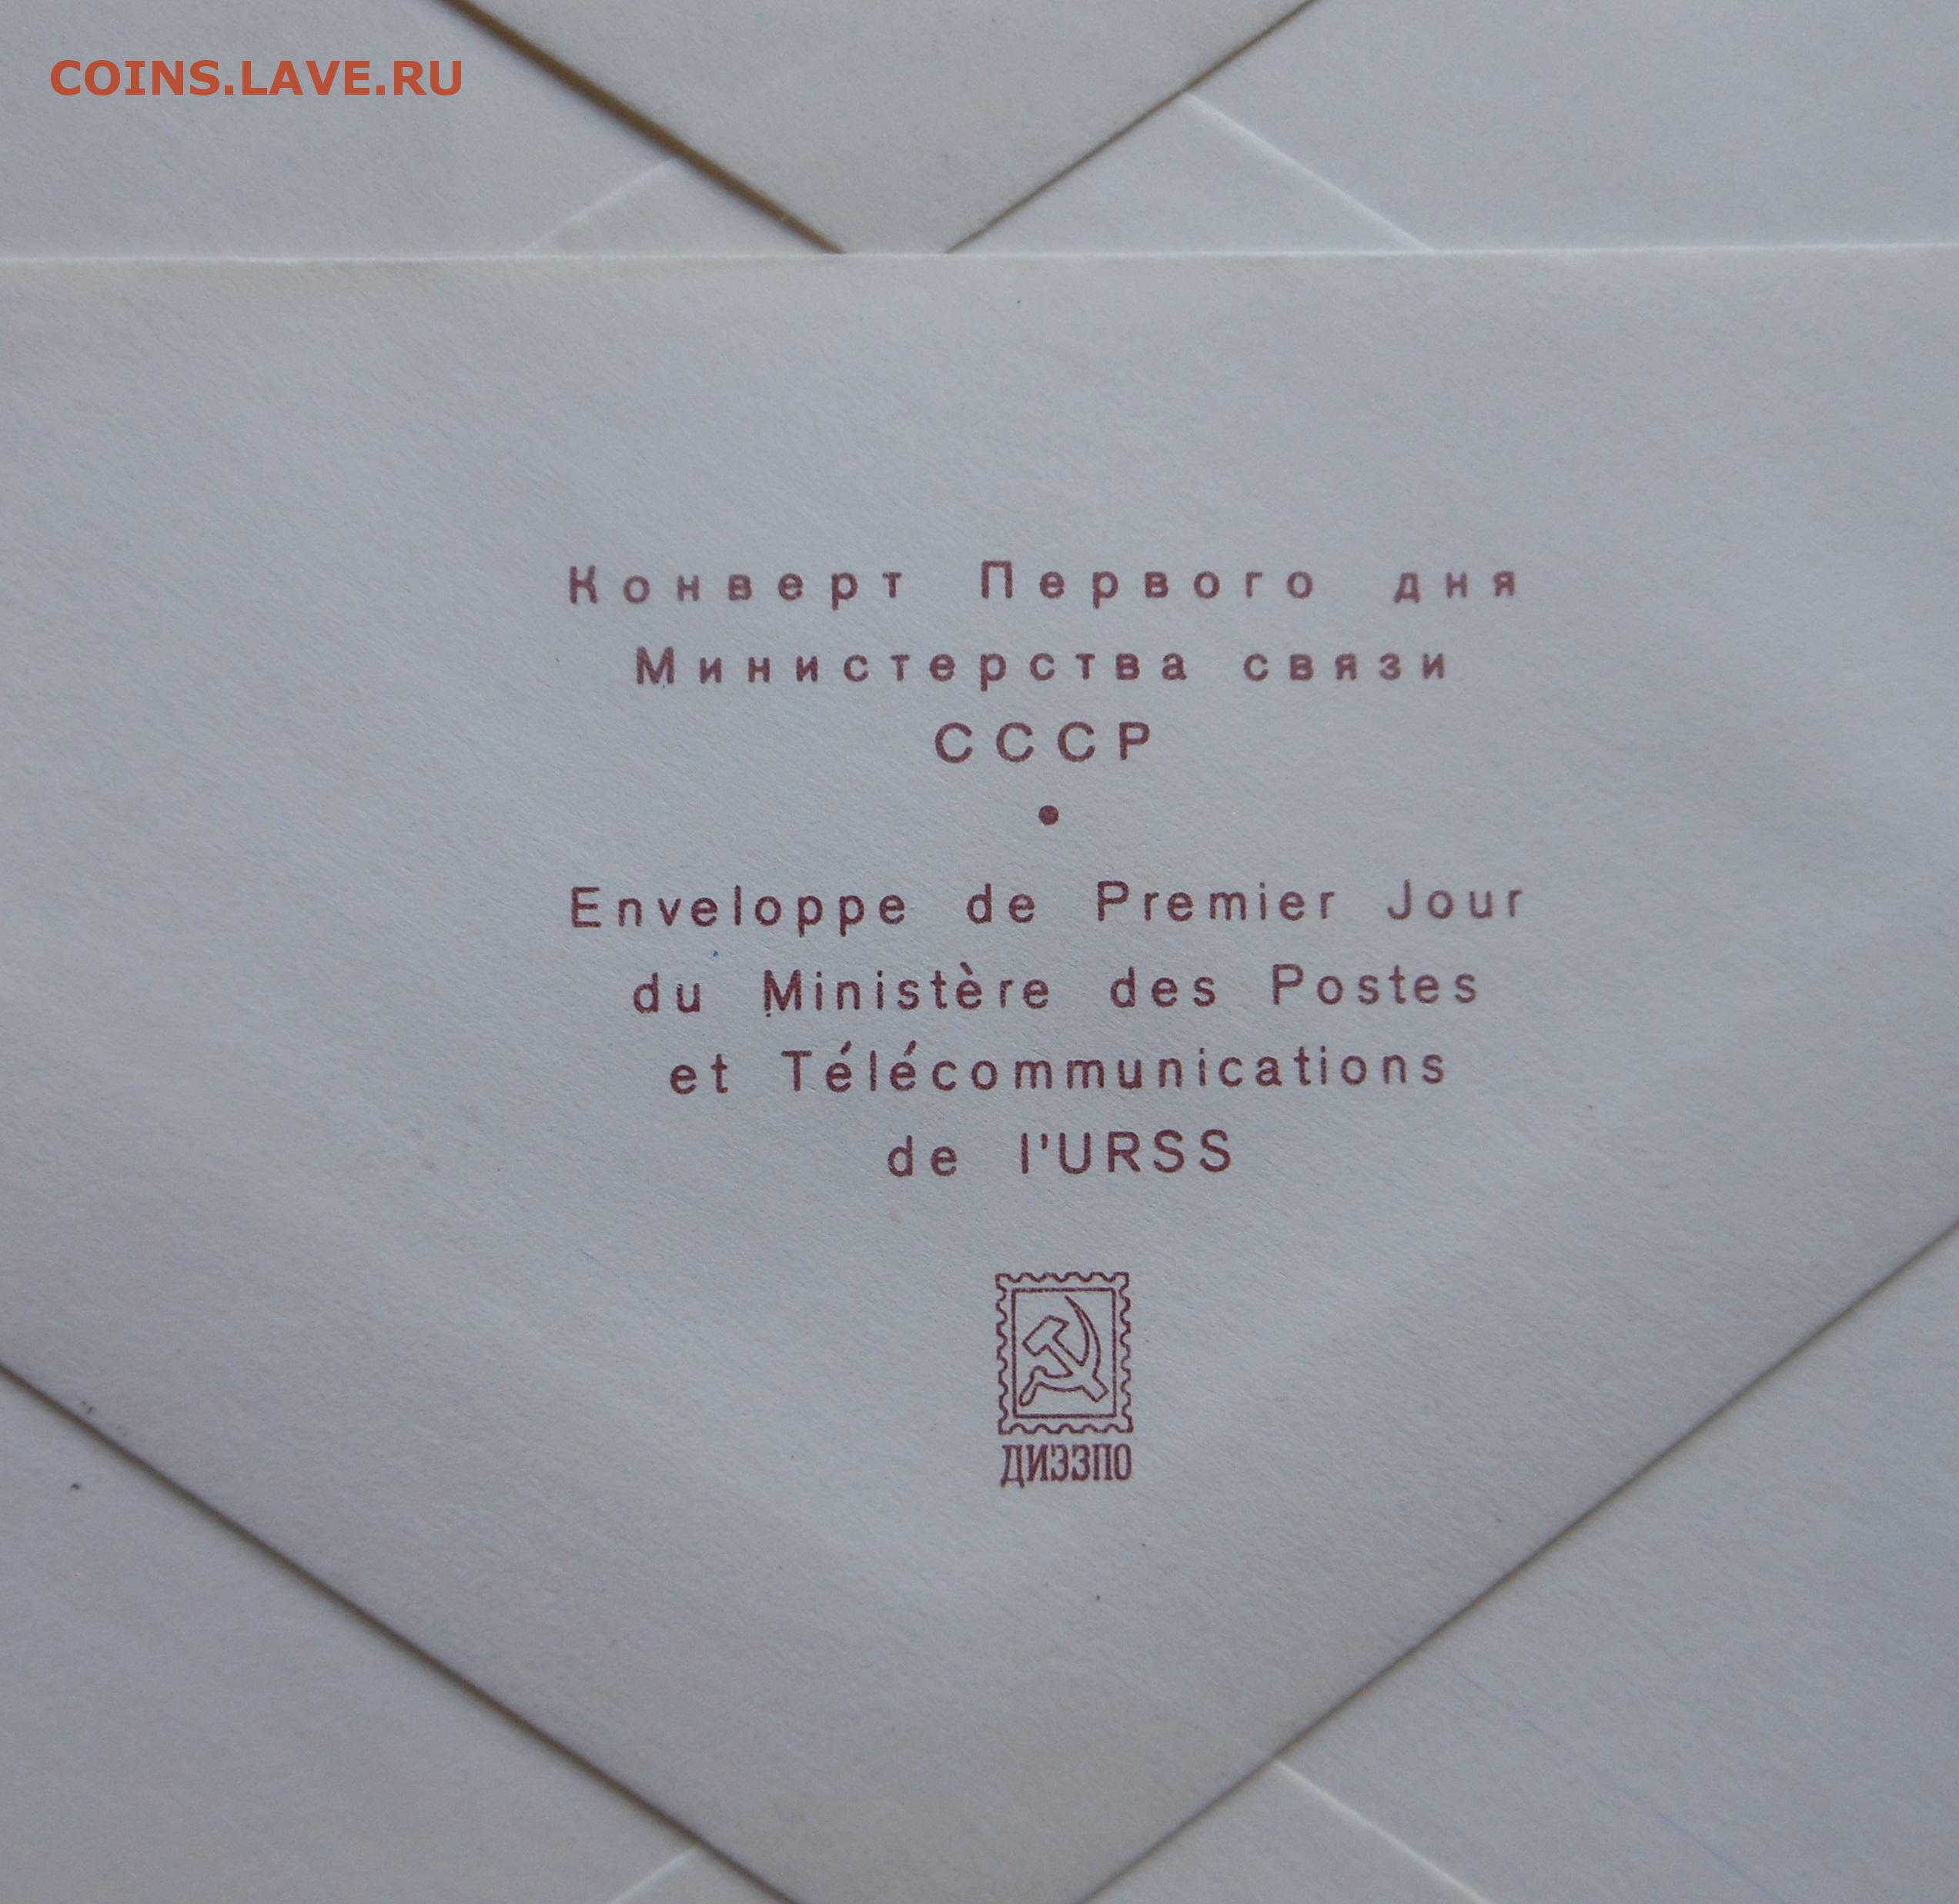 COINS.LAVE.RU
Конверт Первого дня
Министерства связи
СССР
•
Enveloppe de Premier Jour
du Ministère des Postes
et Télécommunications
de l'URSS
ДИЭЗПО